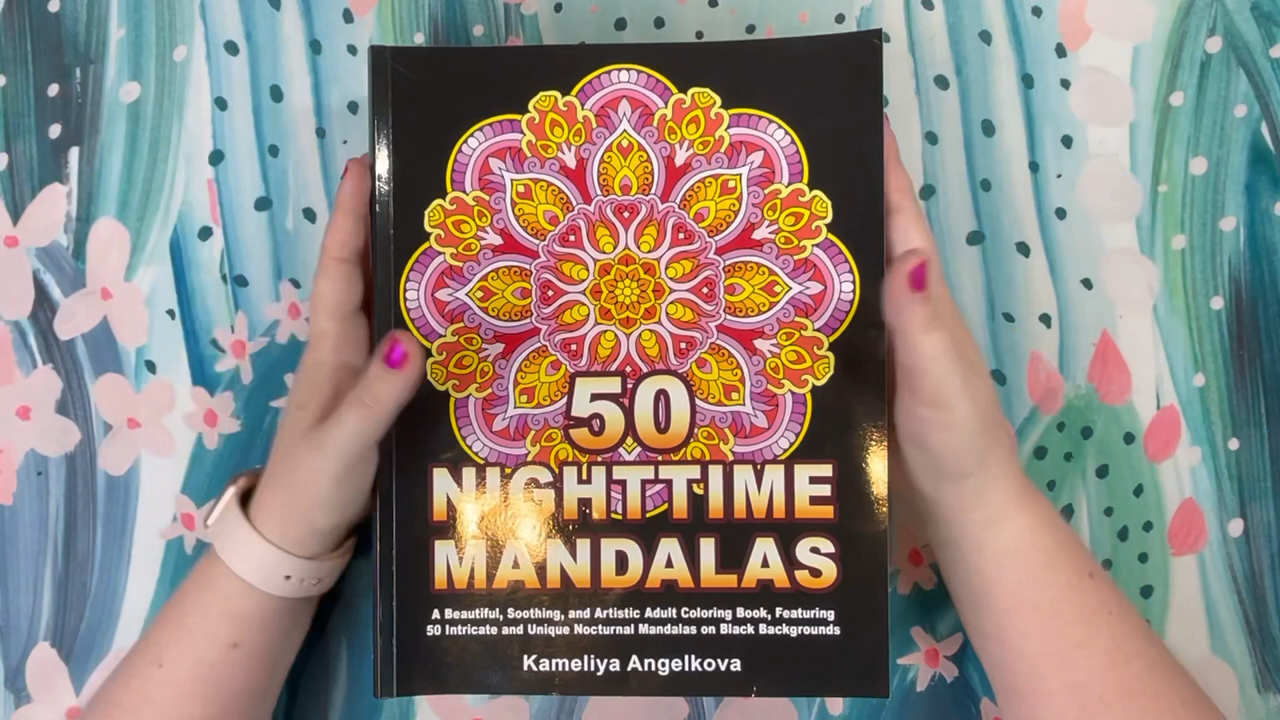 50
NIGHTTIME
MANDALAS
A Beautiful, Soothing, and Artistic Adult Coloring Book, Featuring
50 Intricate and Unique Nocturnal Mandalas on Black Backgrounds
Kameliya Angelkova